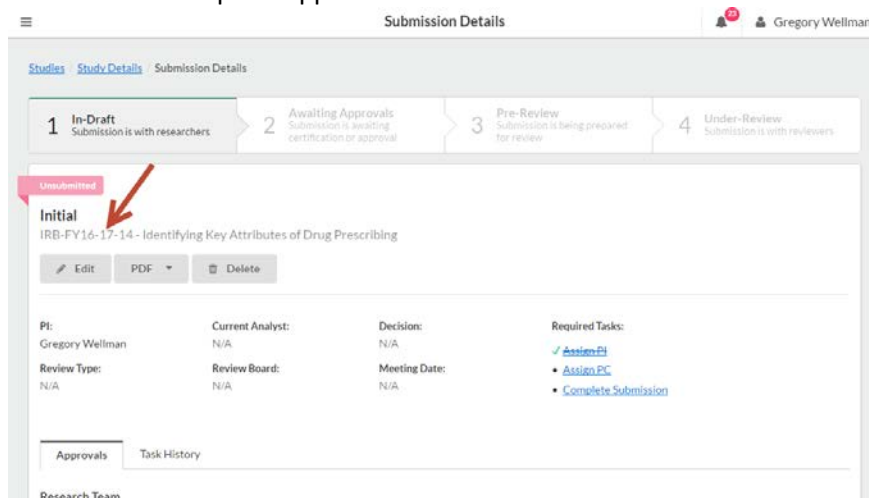 Submission Details
23
Gregory Wellman
Studies / Study Details / Submission Details
1 In-Draft
Submission is with researchers
2 Awaiting Approvals
Submission is awaiting
certification or approval
3 Pre-Review
Submission is being prepared
for review
4 Under-Review
Submission is with reviewers
Unsubmitted
Initial
IRB-FY16-17-14 - Identifying Key Attributes of Drug Prescribing
Edit PDF Delete
PI: Current Analyst: Decision: Required Tasks:
Gregory Wellman N/A N/A
Assign PI
Review Type: Review Board: Meeting Date: • Assign PC
N/A N/A N/A
• Complete Submission
Approvals Task History
Research Team